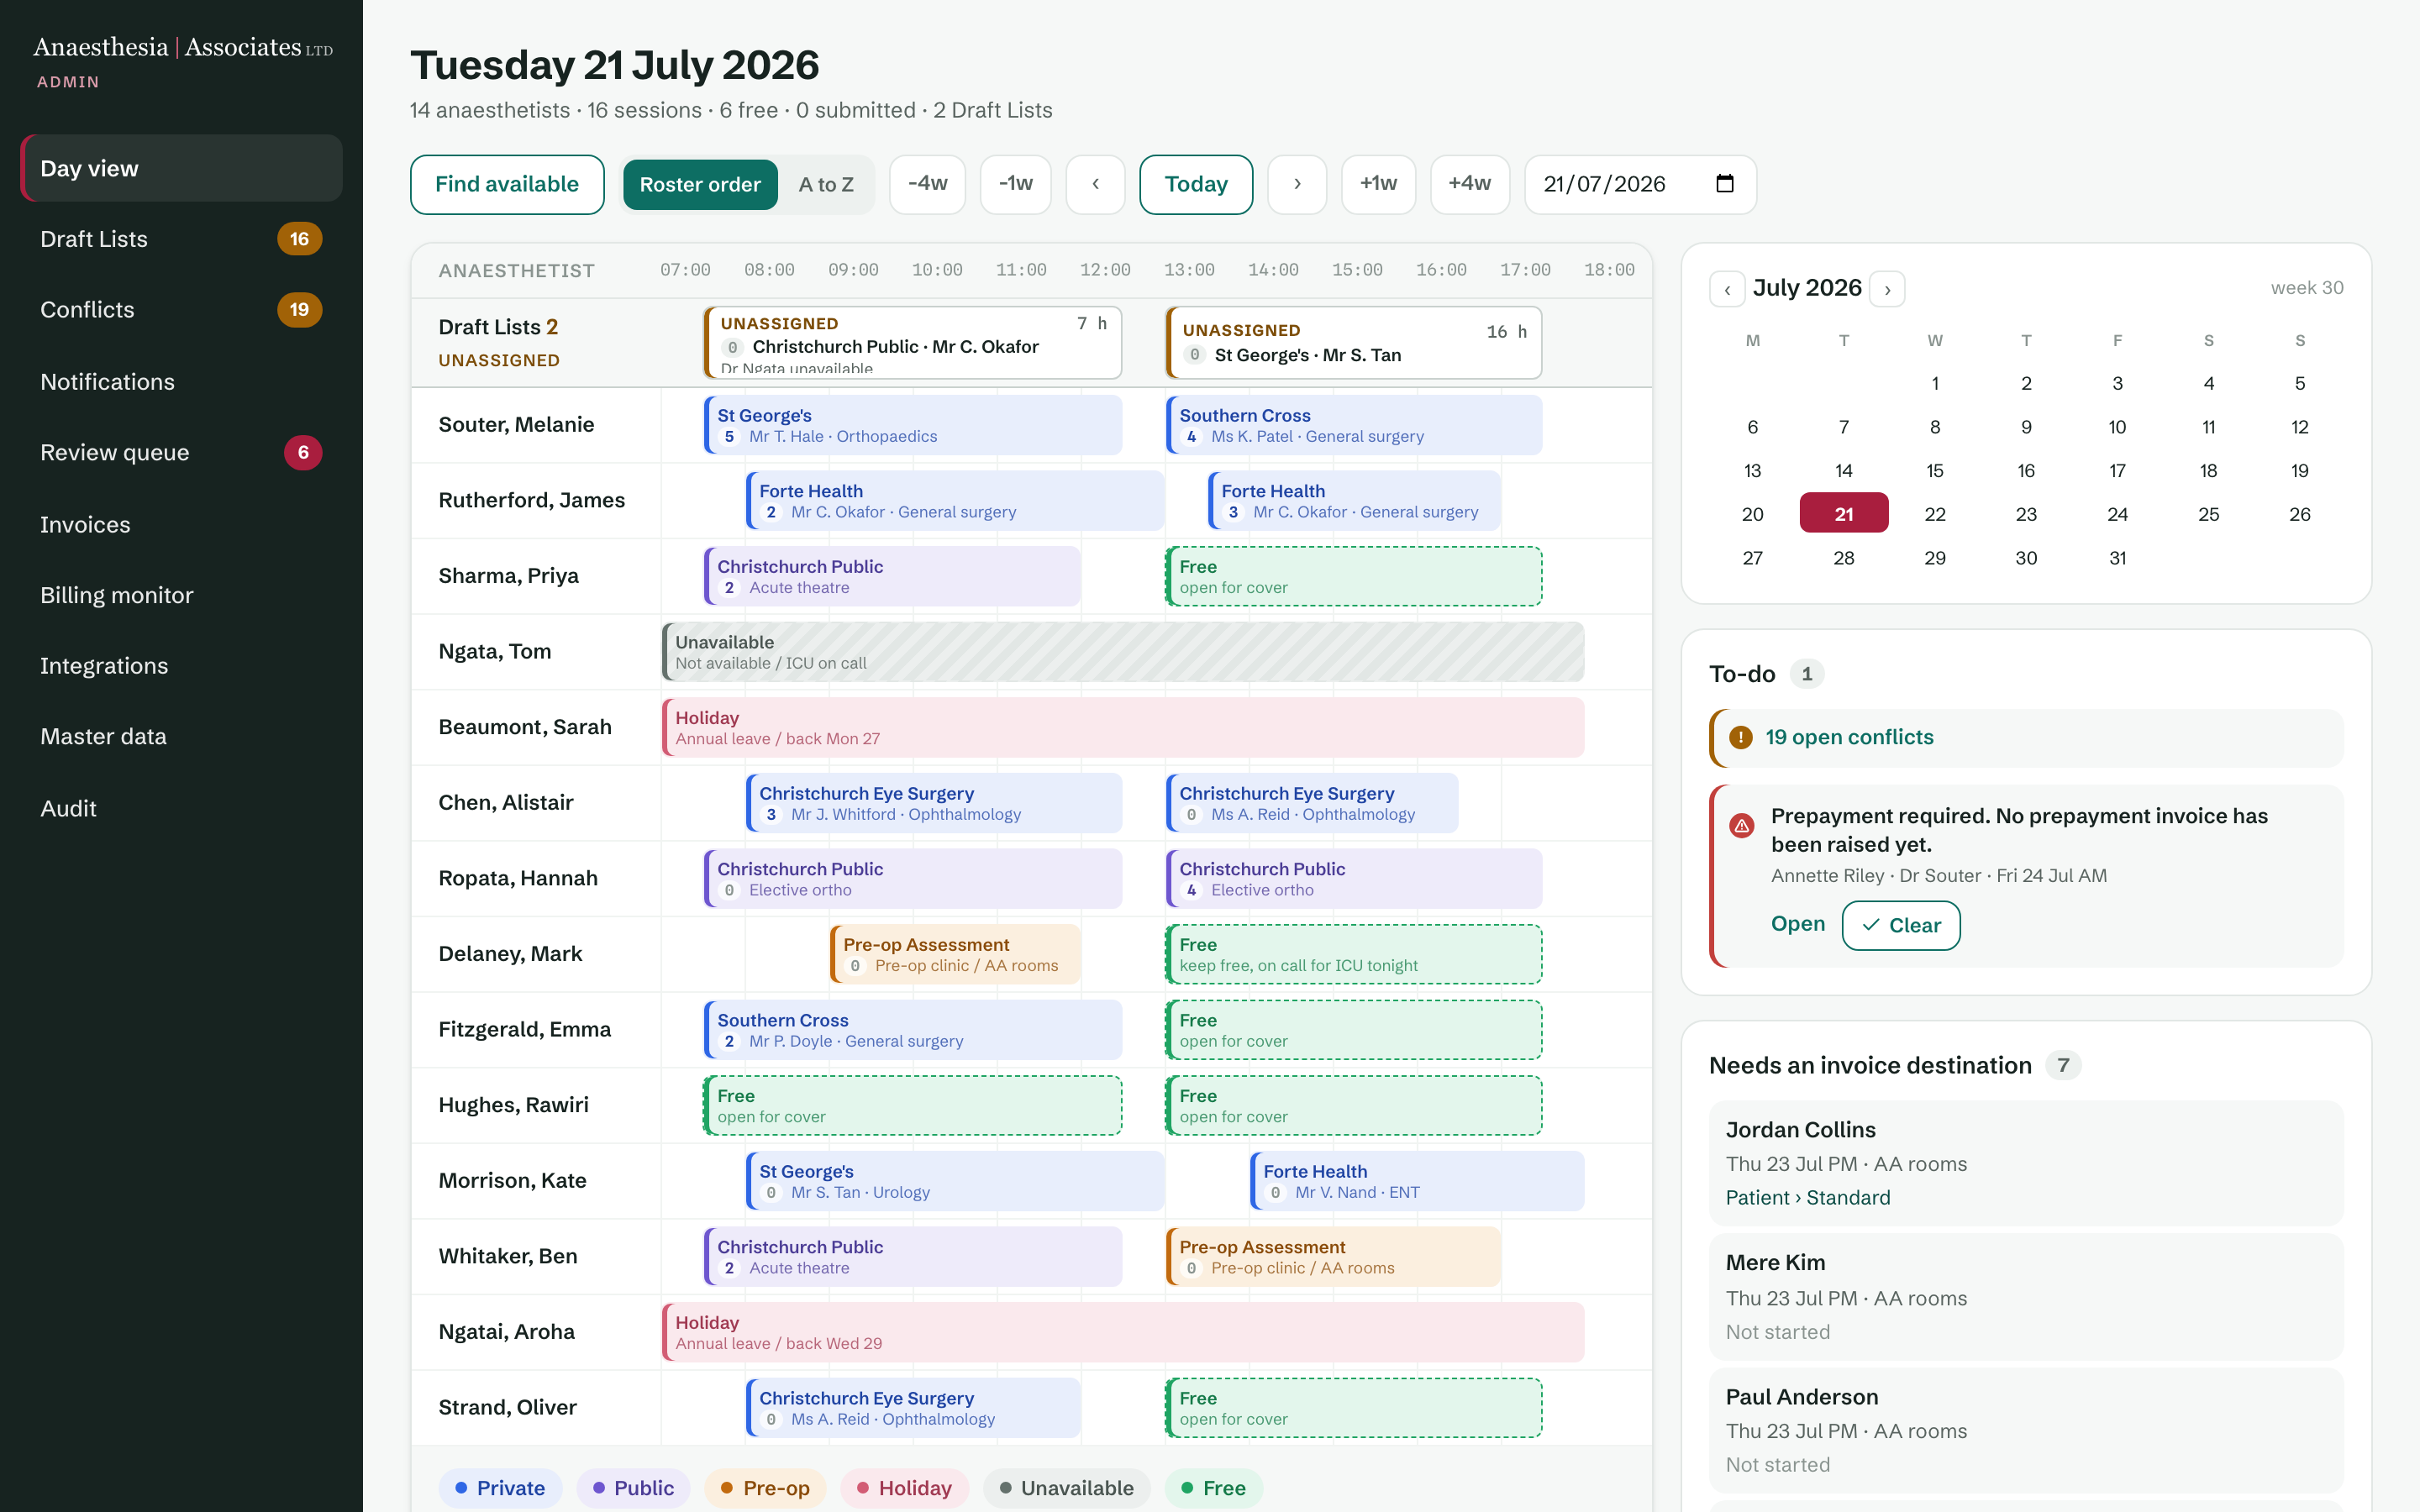 Anaesthesia | Associates LTD
ADMIN
Day view
Draft Lists 16
Conflicts 19
Notifications
Review queue 6
Invoices
Billing monitor
Integrations
Master data
Audit
Tuesday 21 July 2026
14 anaesthetists · 16 sessions · 6 free · 0 submitted · 2 Draft Lists
Find available Roster order A to Z -4w -1w ‹ Today › +1w +4w 21/07/2026
ANAESTHETIST 07:00 08:00 09:00 10:00 11:00 12:00 13:00 14:00 15:00 16:00 17:00 18:00
Draft Lists 2
UNASSIGNED
UNASSIGNED 7 h
0 Christchurch Public · Mr C. Okafor
Dr Ngata unavailable
UNASSIGNED 16 h
0 St George's · Mr S. Tan
Souter, Melanie
St George's
5 Mr T. Hale · Orthopaedics
Southern Cross
4 Ms K. Patel · General surgery
Rutherford, James
Forte Health
2 Mr C. Okafor · General surgery
Forte Health
3 Mr C. Okafor · General surgery
Sharma, Priya
Christchurch Public
2 Acute theatre
Free
open for cover
Ngata, Tom
Unavailable
Not available / ICU on call
Beaumont, Sarah
Holiday
Annual leave / back Mon 27
Chen, Alistair
Christchurch Eye Surgery
3 Mr J. Whitford · Ophthalmology
Christchurch Eye Surgery
0 Ms A. Reid · Ophthalmology
Ropata, Hannah
Christchurch Public
0 Elective ortho
Christchurch Public
4 Elective ortho
Delaney, Mark
Pre-op Assessment
0 Pre-op clinic / AA rooms
Free
keep free, on call for ICU tonight
Fitzgerald, Emma
Southern Cross
2 Mr P. Doyle · General surgery
Free
open for cover
Hughes, Rawiri
Free
open for cover
Free
open for cover
Morrison, Kate
St George's
0 Mr S. Tan · Urology
Forte Health
0 Mr V. Nand · ENT
Whitaker, Ben
Christchurch Public
2 Acute theatre
Pre-op Assessment
0 Pre-op clinic / AA rooms
Ngatai, Aroha
Holiday
Annual leave / back Wed 29
Strand, Oliver
Christchurch Eye Surgery
0 Ms A. Reid · Ophthalmology
Free
open for cover
Private Public Pre-op Holiday Unavailable Free
‹ July 2026 › week 30
M T W T F S S
1 2 3 4 5
6 7 8 9 10 11 12
13 14 15 16 17 18 19
20 21 22 23 24 25 26
27 28 29 30 31
To-do 1
19 open conflicts
Prepayment required. No prepayment invoice has
been raised yet.
Annette Riley · Dr Souter · Fri 24 Jul AM
Open Clear
Needs an invoice destination 7
Jordan Collins
Thu 23 Jul PM · AA rooms
Patient › Standard
Mere Kim
Thu 23 Jul PM · AA rooms
Not started
Paul Anderson
Thu 23 Jul PM · AA rooms
Not started